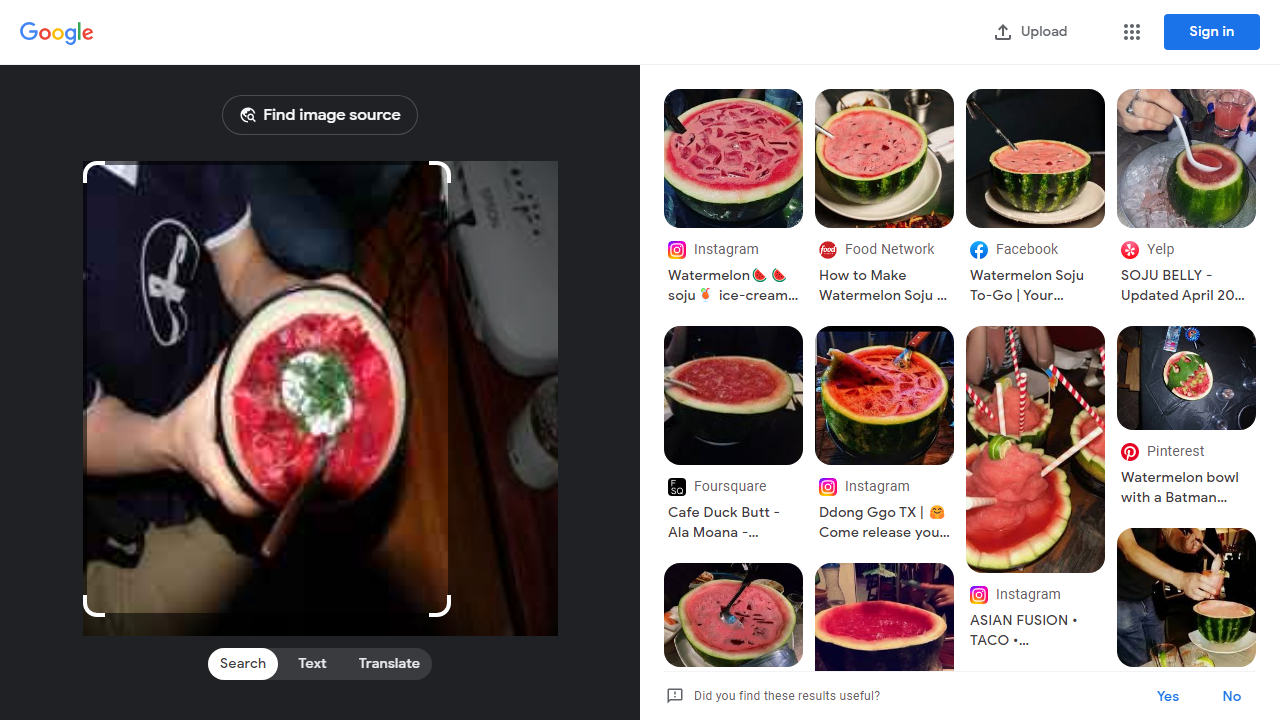 Google
Upload
Sign in
Find image source
EPSON
Search
Text
Translate
Instagram
Watermelon🍉 🍉
soju🍹 ice-cream...
Food Network
How to Make
Watermelon Soju ...
Facebook
Watermelon Soju
To-Go | Your...
Yelp
SOJU BELLY -
Updated April 20...
Foursquare
Cafe Duck Butt -
Ala Moana -...
Instagram
Ddong Ggo TX | 🤗
Come release you...
Instagram
ASIAN FUSION •
TACO •...
Pinterest
Watermelon bowl
with a Batman...
Did you find these results useful?
Yes
No